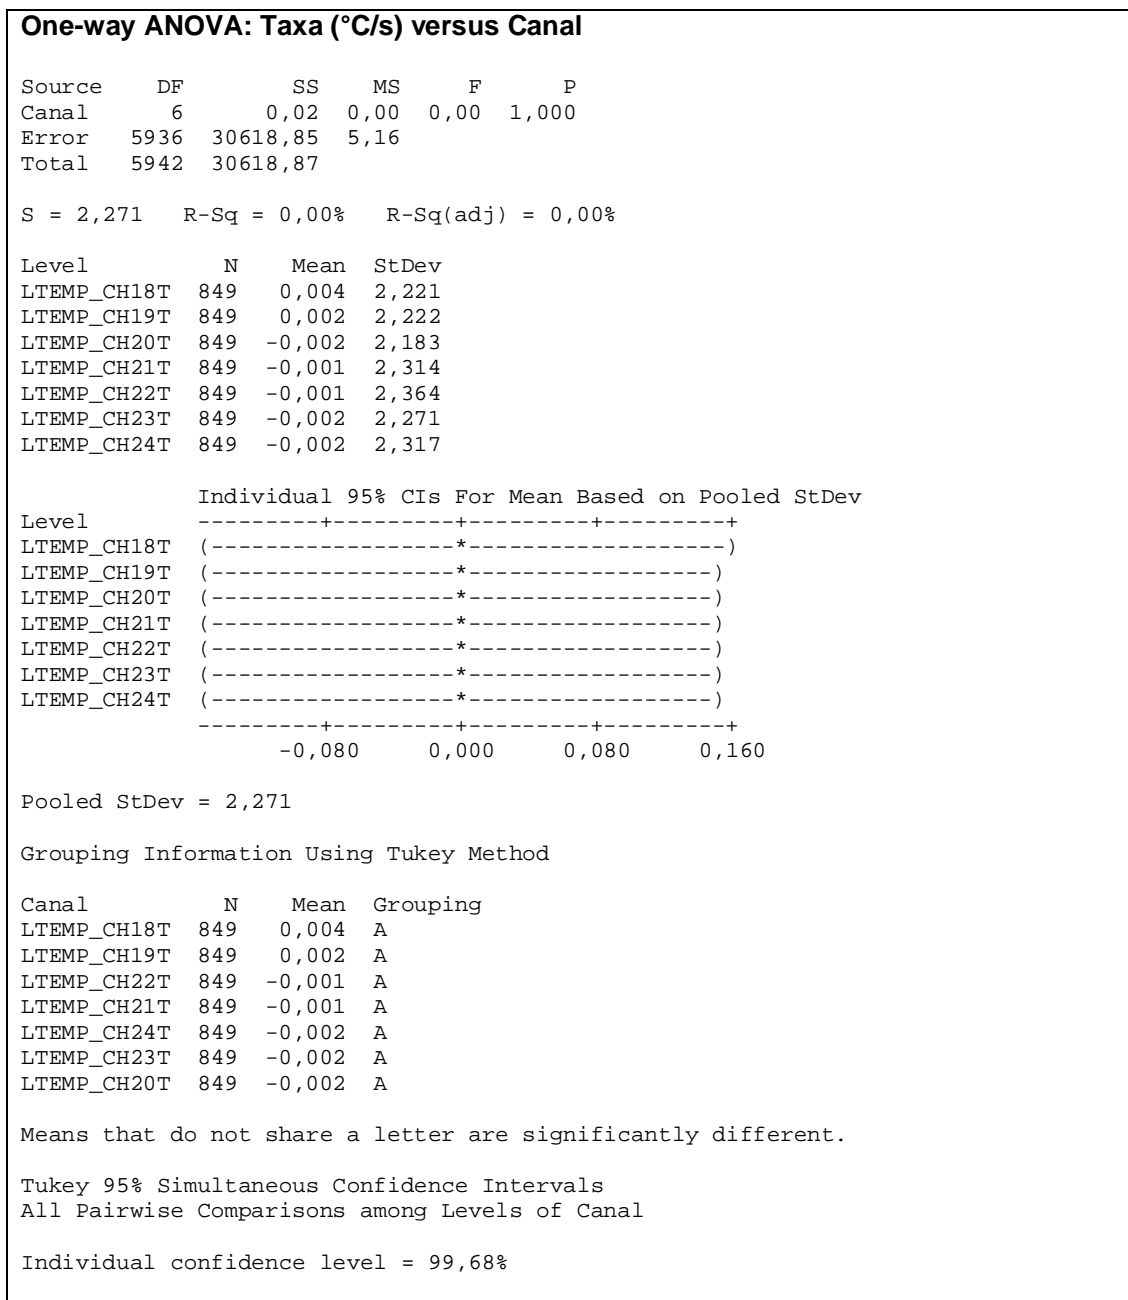 One-way ANOVA: Taxa (°C/s) versus Canal
Source     DF        SS    MS     F      P
Canal       6      0,02  0,00  0,00  1,000
Error    5936  30618,85  5,16
Total    5942  30618,87
S = 2,271   R-Sq = 0,00%   R-Sq(adj) = 0,00%
Level          N    Mean  StDev
LTEMP_CH18T  849   0,004  2,221
LTEMP_CH19T  849   0,002  2,222
LTEMP_CH20T  849  -0,002  2,183
LTEMP_CH21T  849  -0,001  2,314
LTEMP_CH22T  849  -0,001  2,364
LTEMP_CH23T  849  -0,002  2,271
LTEMP_CH24T  849  -0,002  2,317
Individual 95% CIs For Mean Based on Pooled StDev
Level        ---------+---------+---------+---------+
LTEMP_CH18T  (------------------*-------------------)
LTEMP_CH19T  (------------------*------------------)
LTEMP_CH20T  (------------------*------------------)
LTEMP_CH21T  (------------------*------------------)
LTEMP_CH22T  (------------------*------------------)
LTEMP_CH23T  (------------------*------------------)
LTEMP_CH24T  (------------------*------------------)
---------+---------+---------+---------+
-0,080     0,000     0,080     0,160
Pooled StDev = 2,271
Grouping Information Using Tukey Method
Canal          N    Mean  Grouping
LTEMP_CH18T  849   0,004  A
LTEMP_CH19T  849   0,002  A
LTEMP_CH22T  849  -0,001  A
LTEMP_CH21T  849  -0,001  A
LTEMP_CH24T  849  -0,002  A
LTEMP_CH23T  849  -0,002  A
LTEMP_CH20T  849  -0,002  A
Means that do not share a letter are significantly different.
Tukey 95% Simultaneous Confidence Intervals
All Pairwise Comparisons among Levels of Canal
Individual confidence level = 99,68%